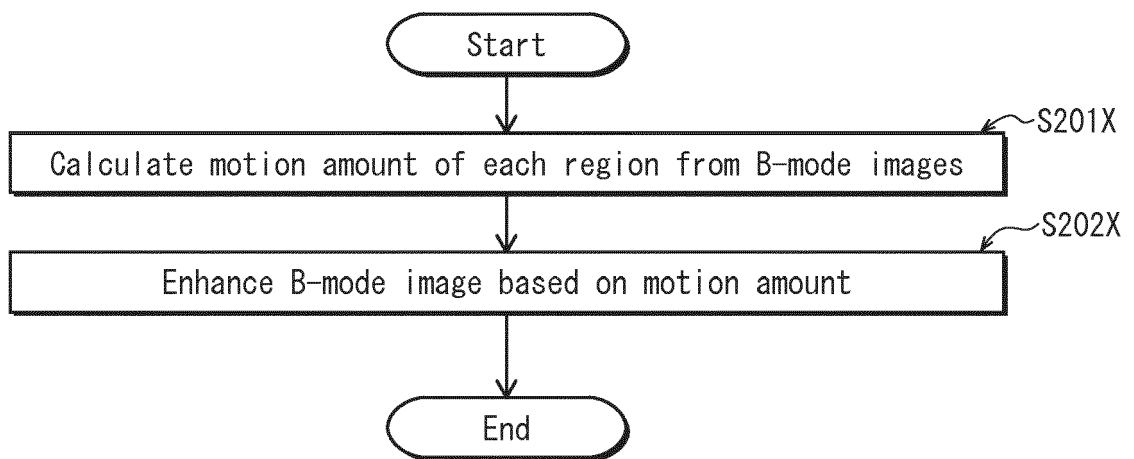 Start
S201X
Calculate motion amount of each region from B-mode images
S202X
Enhance B-mode image based on motion amount
End